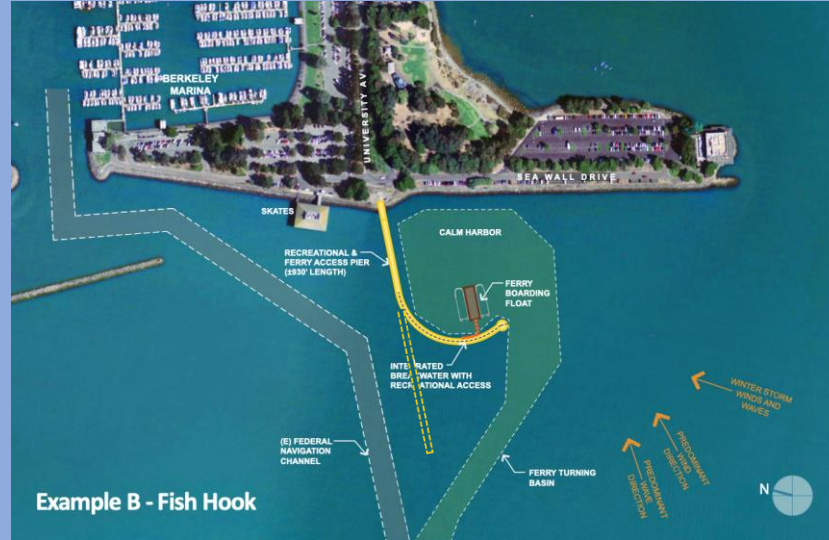 BERKELEY
MARINA
UNIVERSITY AV
SEA WALL DRIVE
SKATES
CALM HARBOR
RECREATIONAL &
FERRY ACCESS PIER
(±930' LENGTH)
FERRY
BOARDING
FLOAT
INTEGRATED
BREAKWATER WITH
RECREATIONAL ACCESS
WINTER STORM
WINDS AND
WAVES
PREDOMINANT
WIND
DIRECTION
PREDOMINANT
WAVE
DIRECTION
(E) FEDERAL
NAVIGATION
CHANNEL
FERRY TURNING
BASIN
N
Example B - Fish Hook